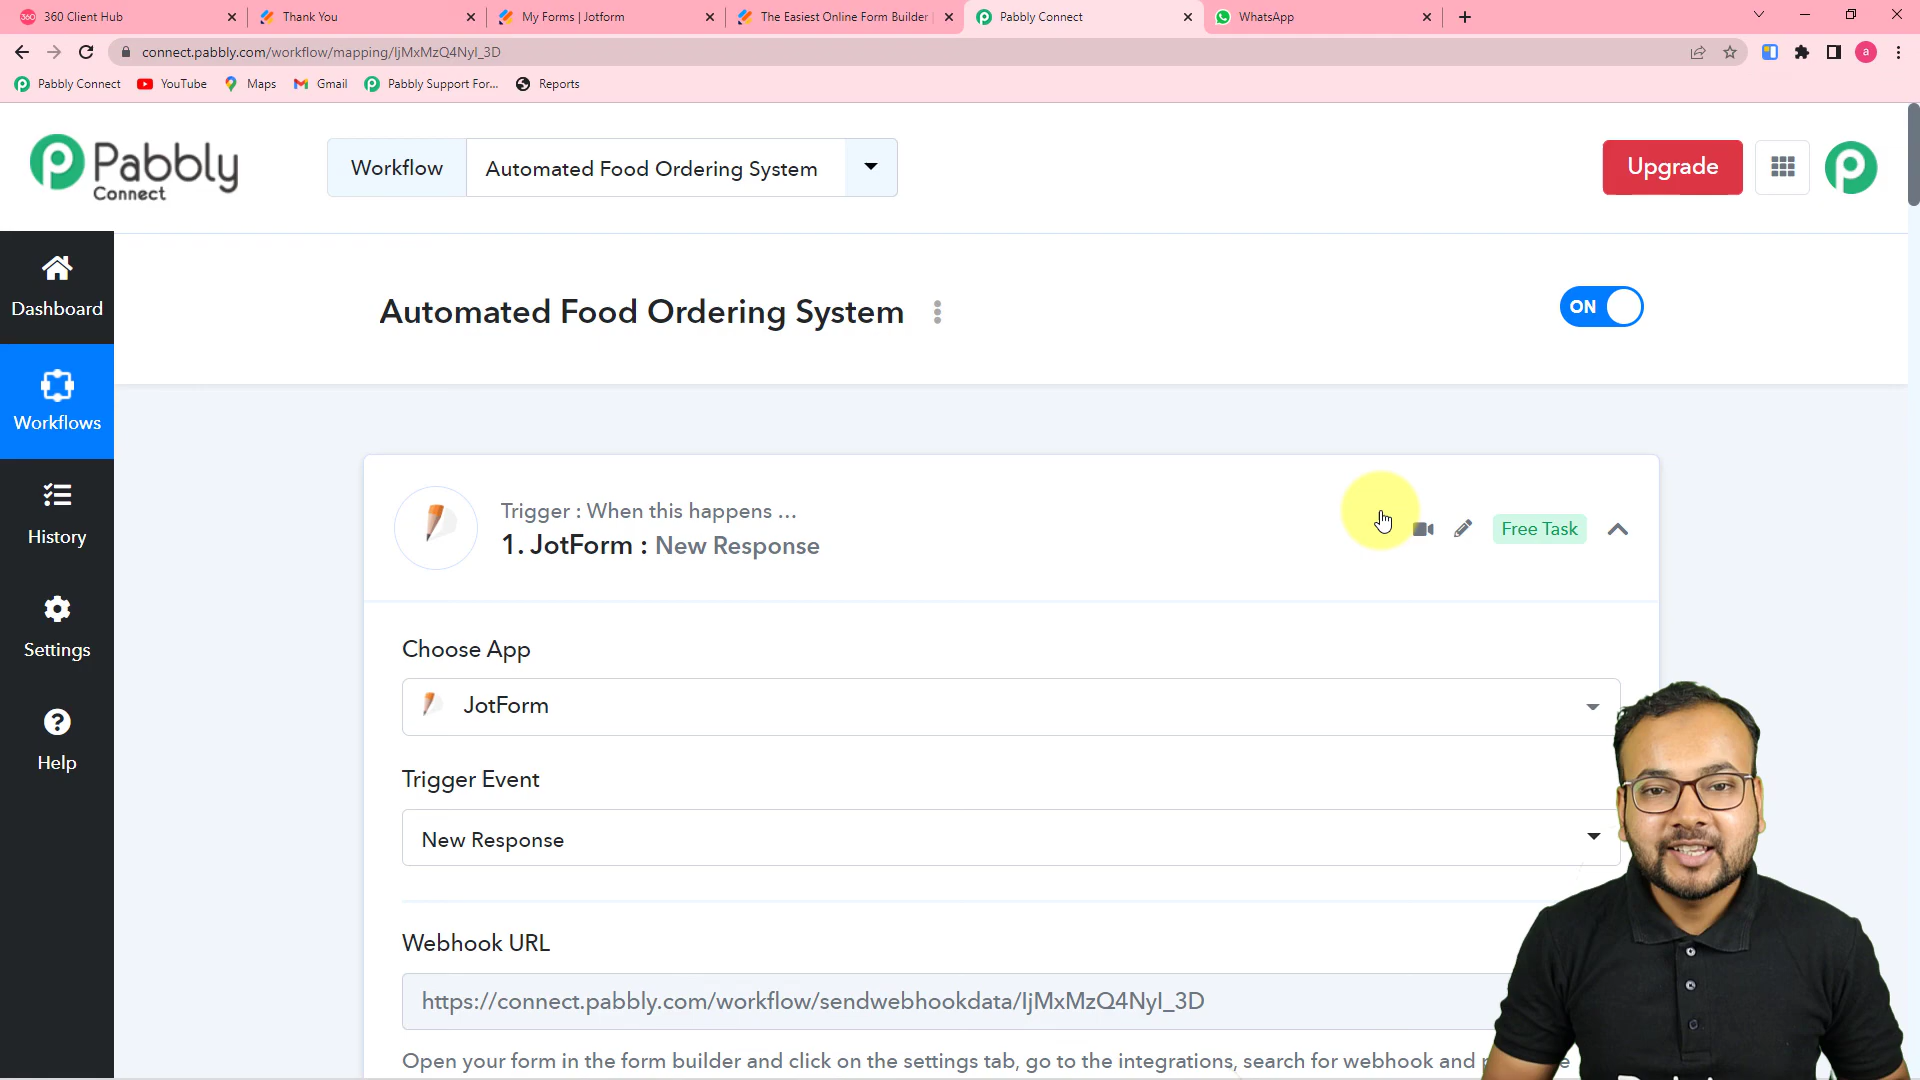 360 Client Hub
Thank You
My Forms | Jotform
The Easiest Online Form Builder
Pabbly Connect
WhatsApp
connect.pabbly.com/workflow/mapping/IjMxMzQ4NyI_3D
a
Pabbly Connect
YouTube
Maps
Gmail
Pabbly Support For...
Reports
Pabbly
Connect
Workflow
Automated Food Ordering System
Upgrade
Dashboard
Workflows
History
Settings
Help
Automated Food Ordering System
ON
Trigger : When this happens ...
1. JotForm : New Response
Free Task
Choose App
JotForm
Trigger Event
New Response
Webhook URL
https://connect.pabbly.com/workflow/sendwebhookdata/IjMxMzQ4NyI_3D
Open your form in the form builder and click on the settings tab, go to the integrations, search for webhook and